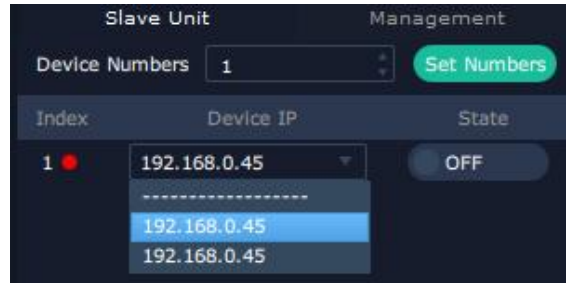 Slave Unit Management
Device Numbers 1 Set Numbers
Index Device IP State
1 192.168.0.45 OFF
------------------
192.168.0.45
192.168.0.45